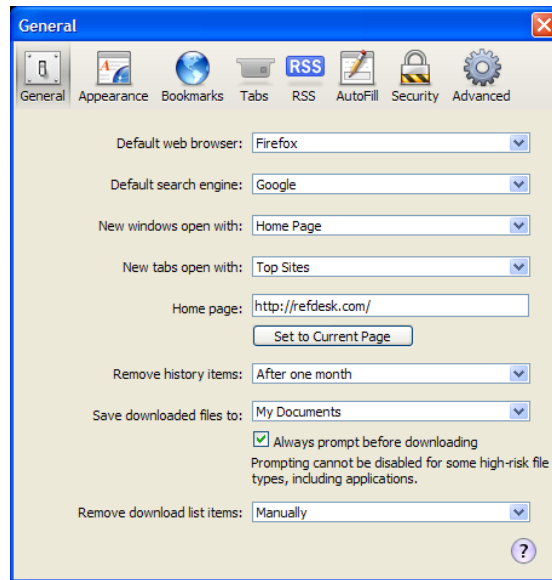 General
RSS
General Appearance Bookmarks Tabs RSS AutoFill Security Advanced
Default web browser: Firefox
Default search engine: Google
New windows open with: Home Page
New tabs open with: Top Sites
Home page: http://refdesk.com/
Set to Current Page
Remove history items: After one month
Save downloaded files to: My Documents
Always prompt before downloading
Prompting cannot be disabled for some high-risk file
types, including applications.
Remove download list items: Manually
?